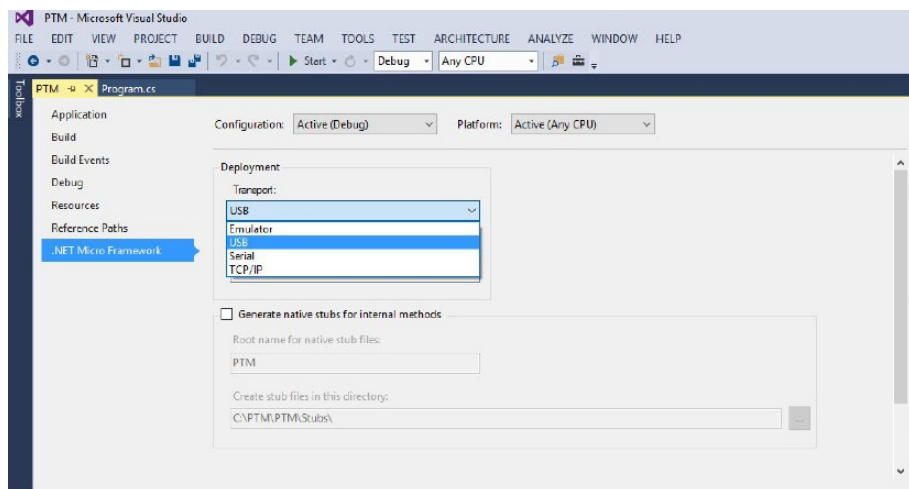 PTM - Microsoft Visual Studio
FILE EDIT VIEW PROJECT BUILD DEBUG TEAM TOOLS TEST ARCHITECTURE ANALYZE WINDOW HELP
Start Debug Any CPU
Toolbox
PTM Program.cs
Application
Configuration: Active (Debug) Platform: Active (Any CPU)
Build
Build Events
Deployment
Debug
Transport:
Resources
USB
Reference Paths
Emulator
.NET Micro Framework
USB
Serial
TCP/IP
Generate native stubs for internal methods
Root name for native stub files:
PTM
Create stub files in this directory:
C:\PTM\PTM\Stubs\
...